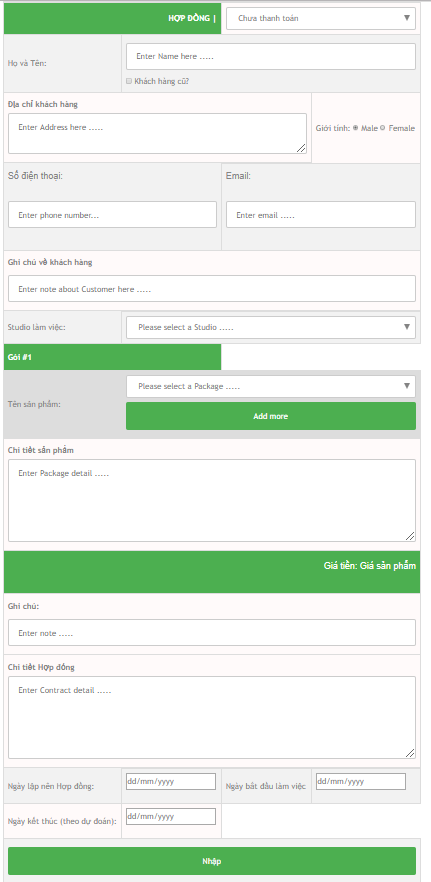 HỢP ĐỒNG | Chưa thanh toán
Họ và Tên: Enter Name here .....
Khách hàng cũ?
Địa chỉ khách hàng
Enter Address here .....
Giới tính: Male Female
Số điện thoại: Email:
Enter phone number... Enter email .....
Ghi chú về khách hàng
Enter note about Customer here .....
Studio làm việc: Please select a Studio .....
Gói #1
Please select a Package .....
Tên sản phẩm:
Add more
Chi tiết sản phẩm
Enter Package detail .....
Giá tiền: Giá sản phẩm
Ghi chú:
Enter note .....
Chi tiết Hợp đồng
Enter Contract detail .....
Ngày lập nên Hợp đồng: dd/mm/yyyy Ngày bắt đầu làm việc dd/mm/yyyy
Ngày kết thúc (theo dự đoán): dd/mm/yyyy
Nhập